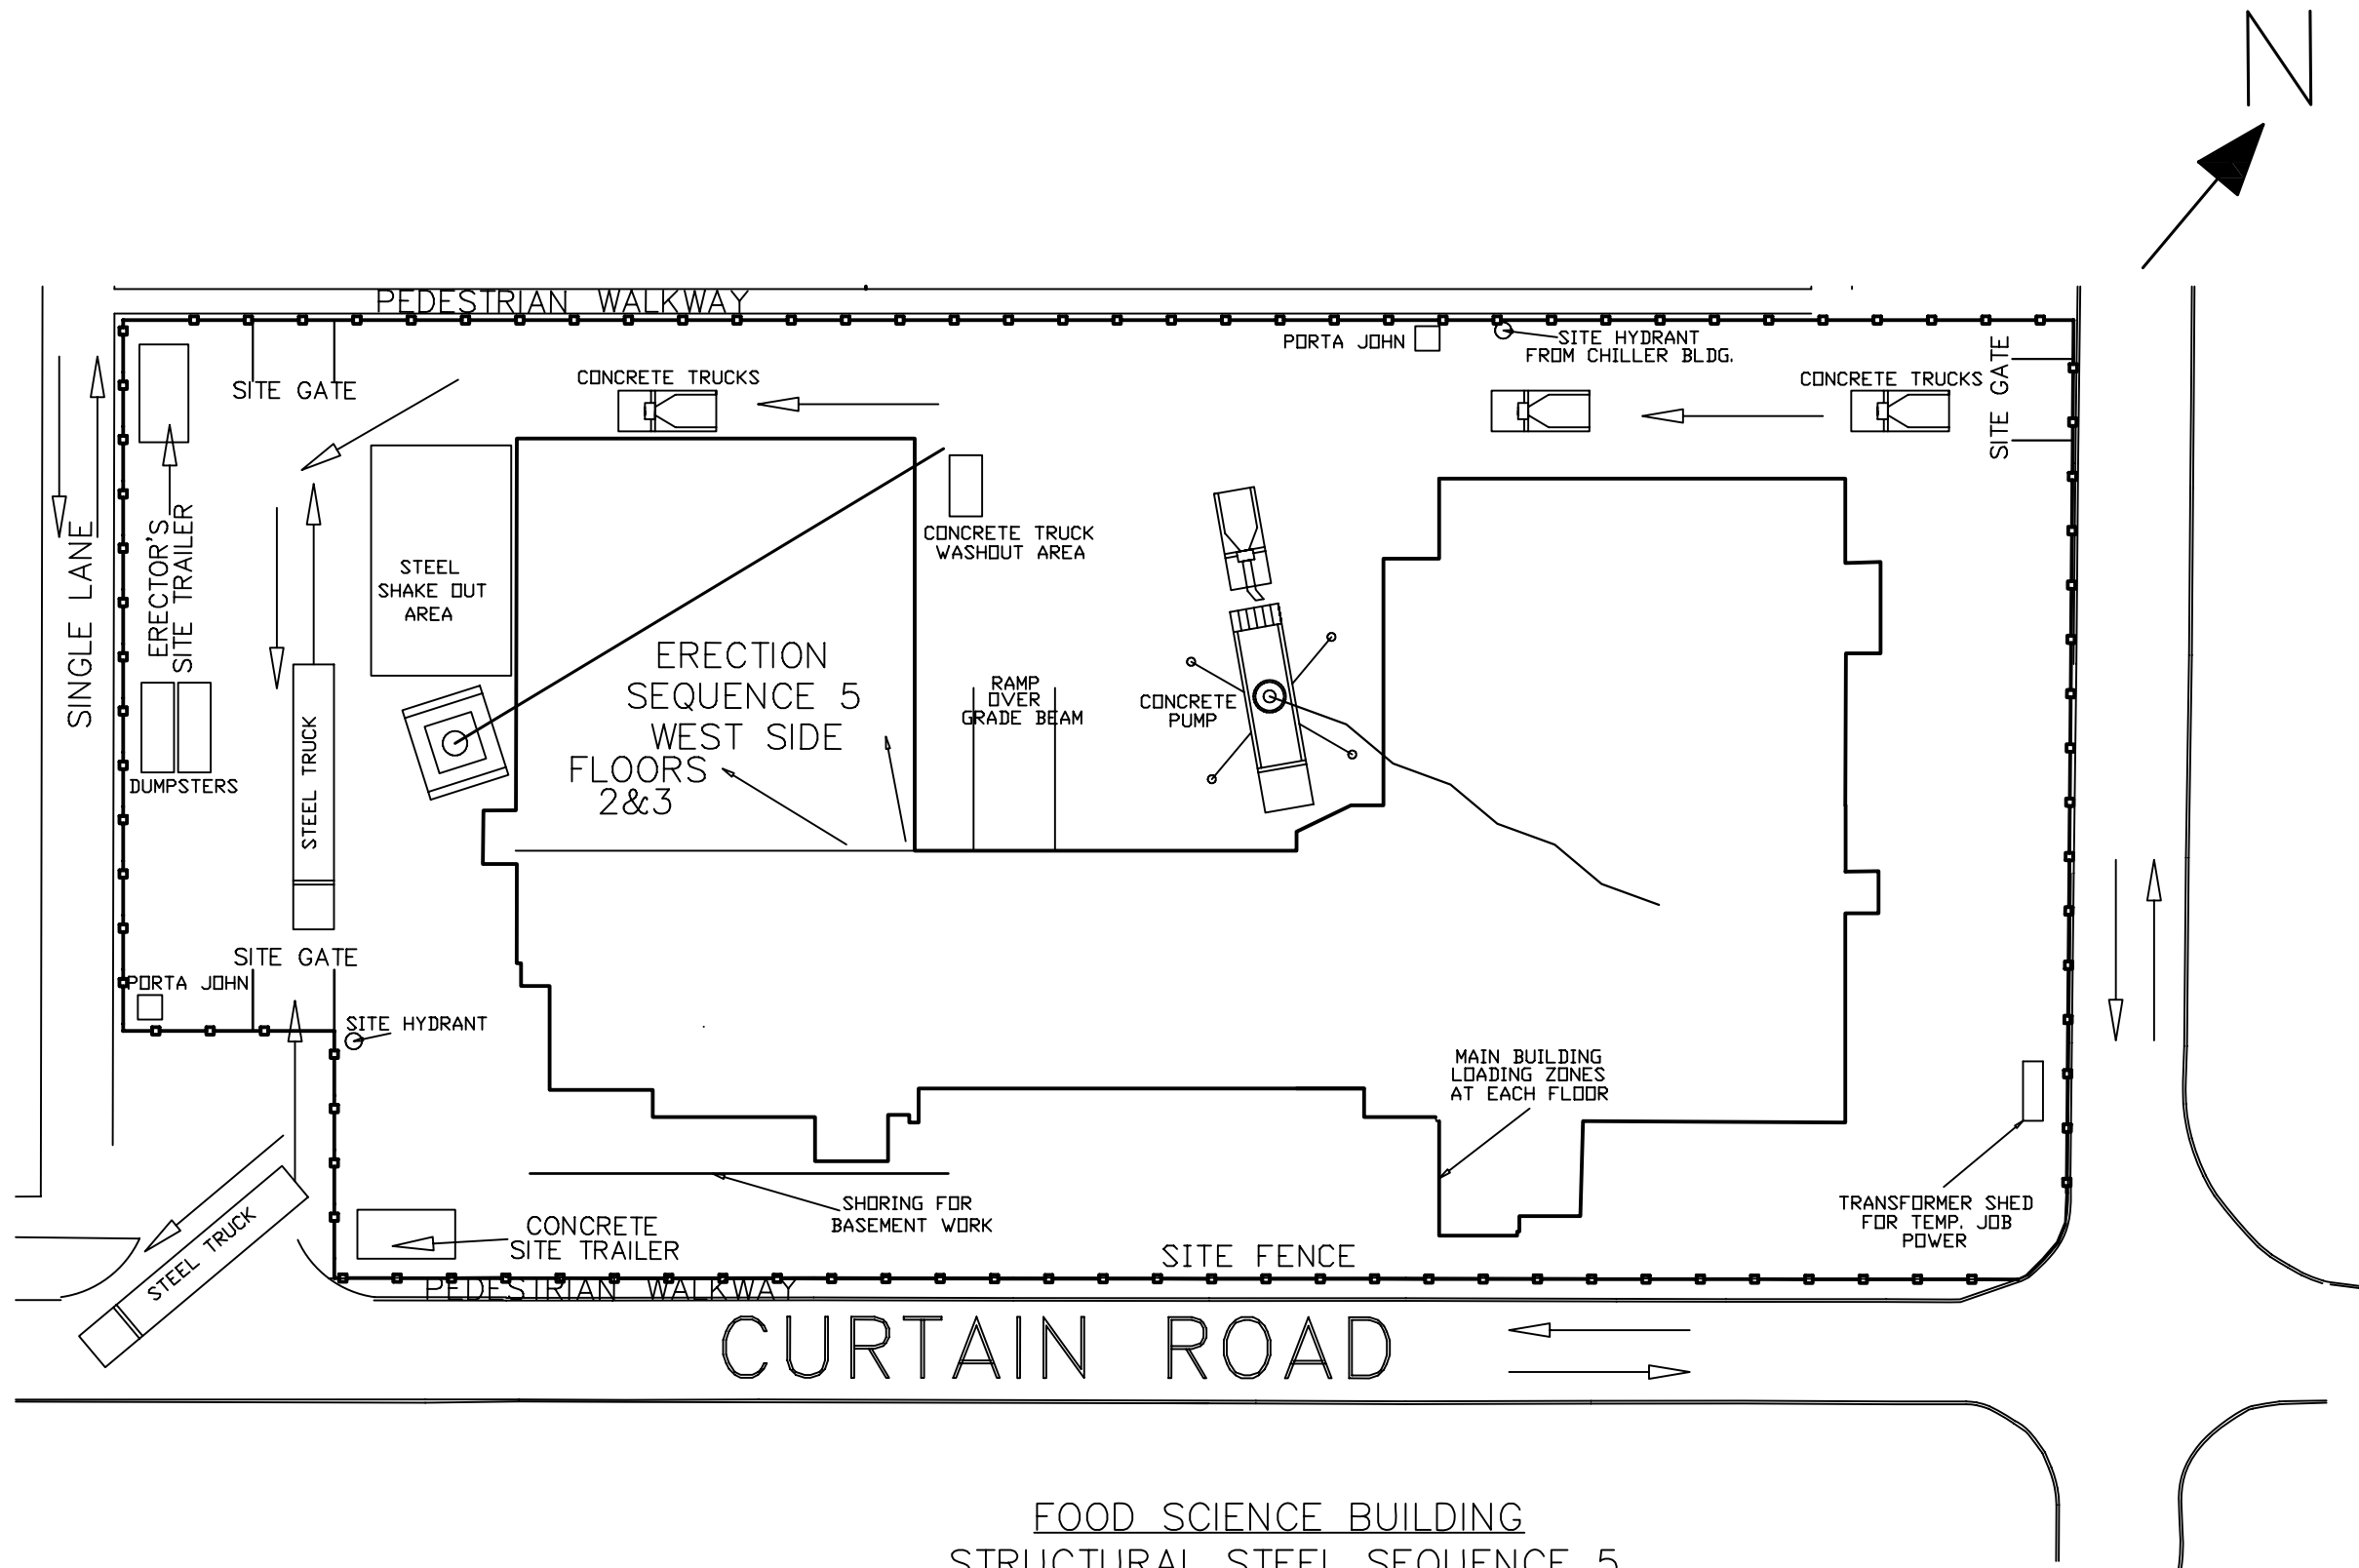 N
PEDESTRIAN WALKWAY
PORTA JOHN
SITE HYDRANT
FROM CHILLER BLDG.
SITE GATE
SITE GATE
CONCRETE TRUCKS
CONCRETE TRUCKS
SINGLE LANE
ERECTOR'S
SITE TRAILER
STEEL
SHAKE OUT
AREA
CONCRETE TRUCK
WASHOUT AREA
ERECTION
SEQUENCE 5
WEST SIDE
FLOORS
2&3
RAMP
OVER
GRADE BEAM
CONCRETE
PUMP
DUMPSTERS
STEEL TRUCK
SITE GATE
PORTA JOHN
SITE HYDRANT
MAIN BUILDING
LOADING ZONES
AT EACH FLOOR
STEEL TRUCK
SHORING FOR
BASEMENT WORK
CONCRETE
SITE TRAILER
SITE FENCE
TRANSFORMER SHED
FOR TEMP. JOB
POWER
PEDESTRIAN WALKWAY
CURTAIN ROAD
FOOD SCIENCE BUILDING
STRUCTURAL STEEL SEQUENCE 5